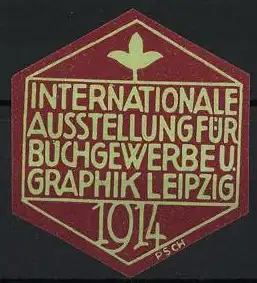 INTERNATIONALE
AUSSTELLUNG FÜR
BUCHGEWERBE U.
GRAPHIK LEIPZIG
1914
PSCH